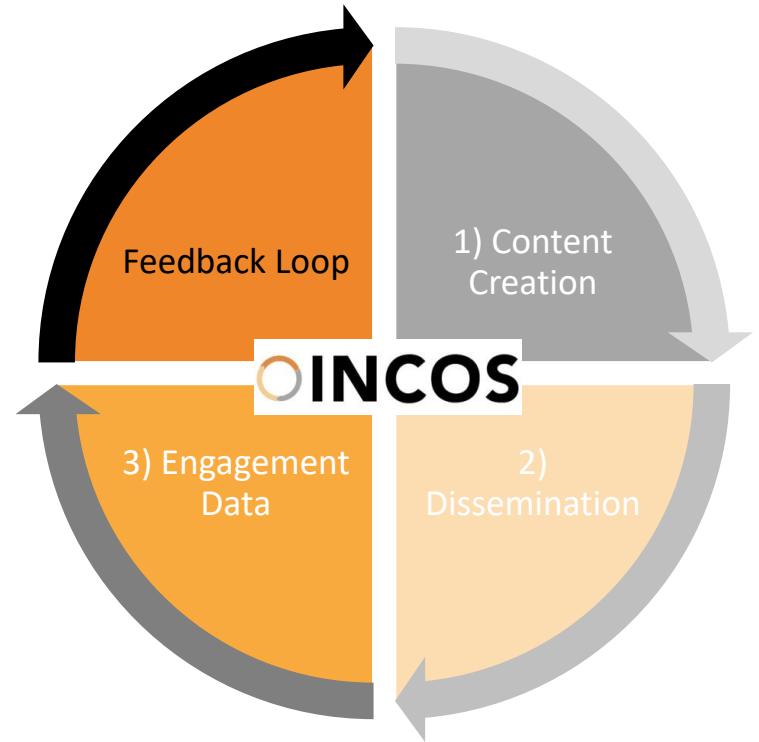 Feedback Loop
1) Content
Creation
INCOS
3) Engagement
Data
2)
Dissemination